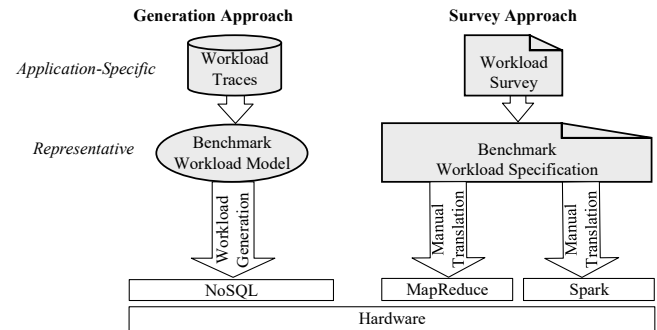 Generation Approach
Survey Approach
Application-Specific
Workload
Traces
Workload
Survey
Representative
Benchmark
Workload Model
Benchmark
Workload Specification
Workload
Generation
Manual
Translation
Manual
Translation
NoSQL
MapReduce
Spark
Hardware